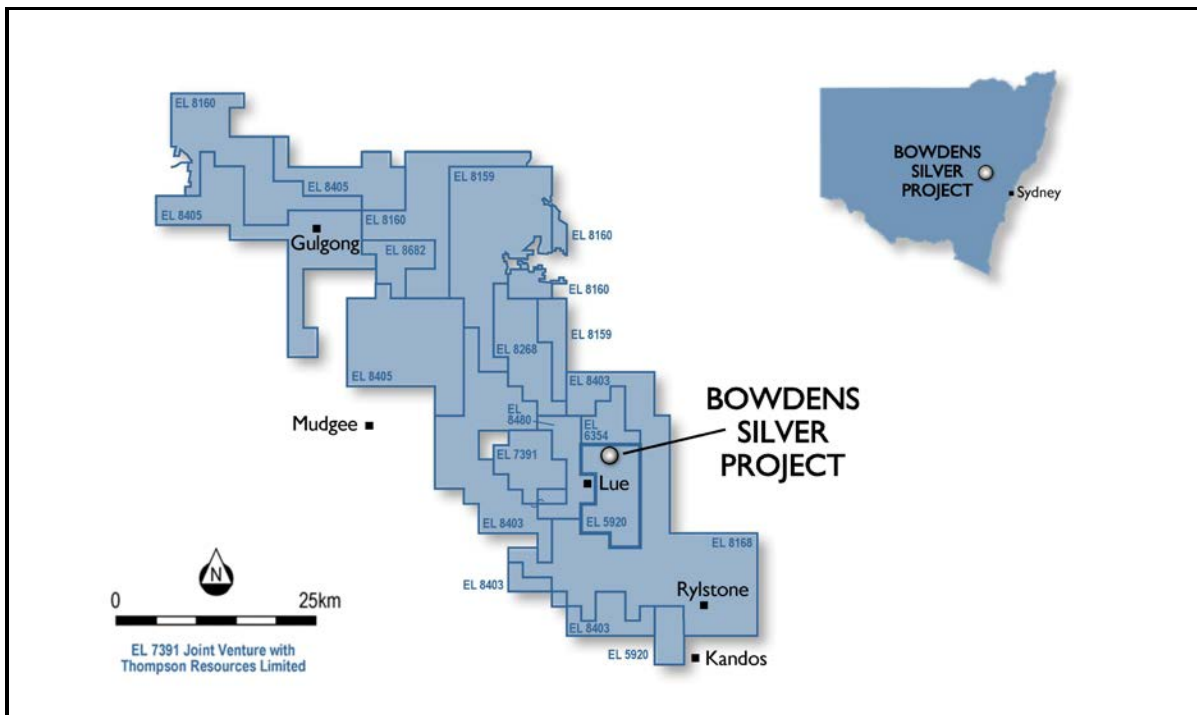 EL 8160
EL 8159
EL 8405
EL 8405
EL 8160
Gulgong
EL 8682
EL 8160
EL 8160
EL 8159
EL 8268
EL 8405
EL 8403
EL
8480
EL
6354
Mudgee
EL 7391
Lue
EL 5920
EL 8403
EL 8168
EL 8403
Rylstone
EL 8403
EL 5920
Kandos
BOWDENS
SILVER
PROJECT
BOWDENS
SILVER
PROJECT
Sydney
N
0 25km
EL 7391 Joint Venture with
Thompson Resources Limited